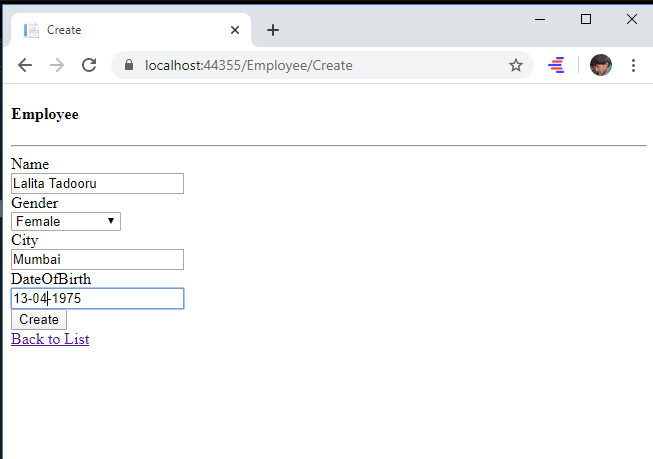 Create
localhost:44355/Employee/Create
Employee
Name
Lalita Tadooru
Gender
Female
City
Mumbai
DateOfBirth
13-04-1975
Create
Back to List